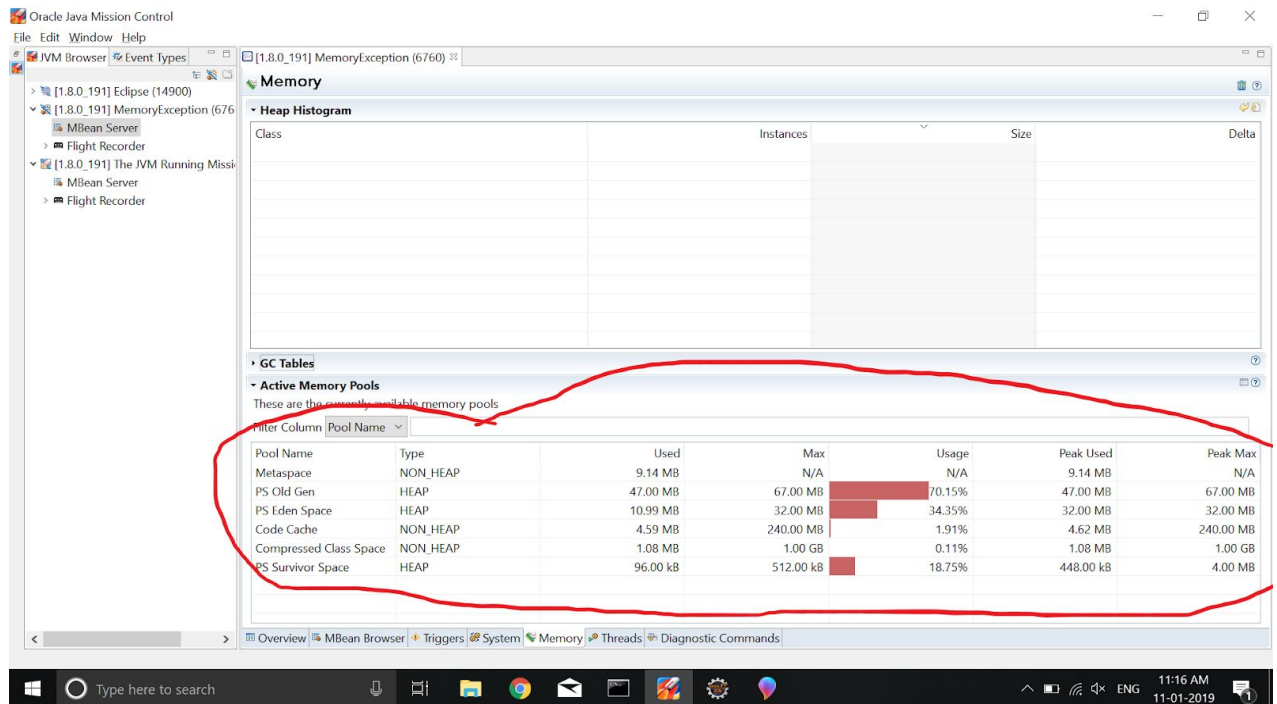 Oracle Java Mission Control
File Edit Window Help
JVM Browser Event Types
[1.8.0_191] Eclipse (14900)
[1.8.0_191] MemoryException (676
MBean Server
Flight Recorder
[1.8.0_191] The JVM Running Missi
MBean Server
Flight Recorder
[1.8.0_191] MemoryException (6760)
Memory
Heap Histogram
Class Instances Size Delta
GC Tables
Active Memory Pools
These are the currently available memory pools
Filter Column Pool Name
Pool Name Type Used Max Usage Peak Used Peak Max
Metaspace NON_HEAP 9.14 MB N/A N/A 9.14 MB N/A
PS Old Gen HEAP 47.00 MB 67.00 MB 70.15% 47.00 MB 67.00 MB
PS Eden Space HEAP 10.99 MB 32.00 MB 34.35% 32.00 MB 32.00 MB
Code Cache NON_HEAP 4.59 MB 240.00 MB 1.91% 4.62 MB 240.00 MB
Compressed Class Space NON_HEAP 1.08 MB 1.00 GB 0.11% 1.08 MB 1.00 GB
PS Survivor Space HEAP 96.00 kB 512.00 kB 18.75% 448.00 kB 4.00 MB
Overview MBean Browser Triggers System Memory Threads Diagnostic Commands
Type here to search
ENG
11:16 AM
11-01-2019
1